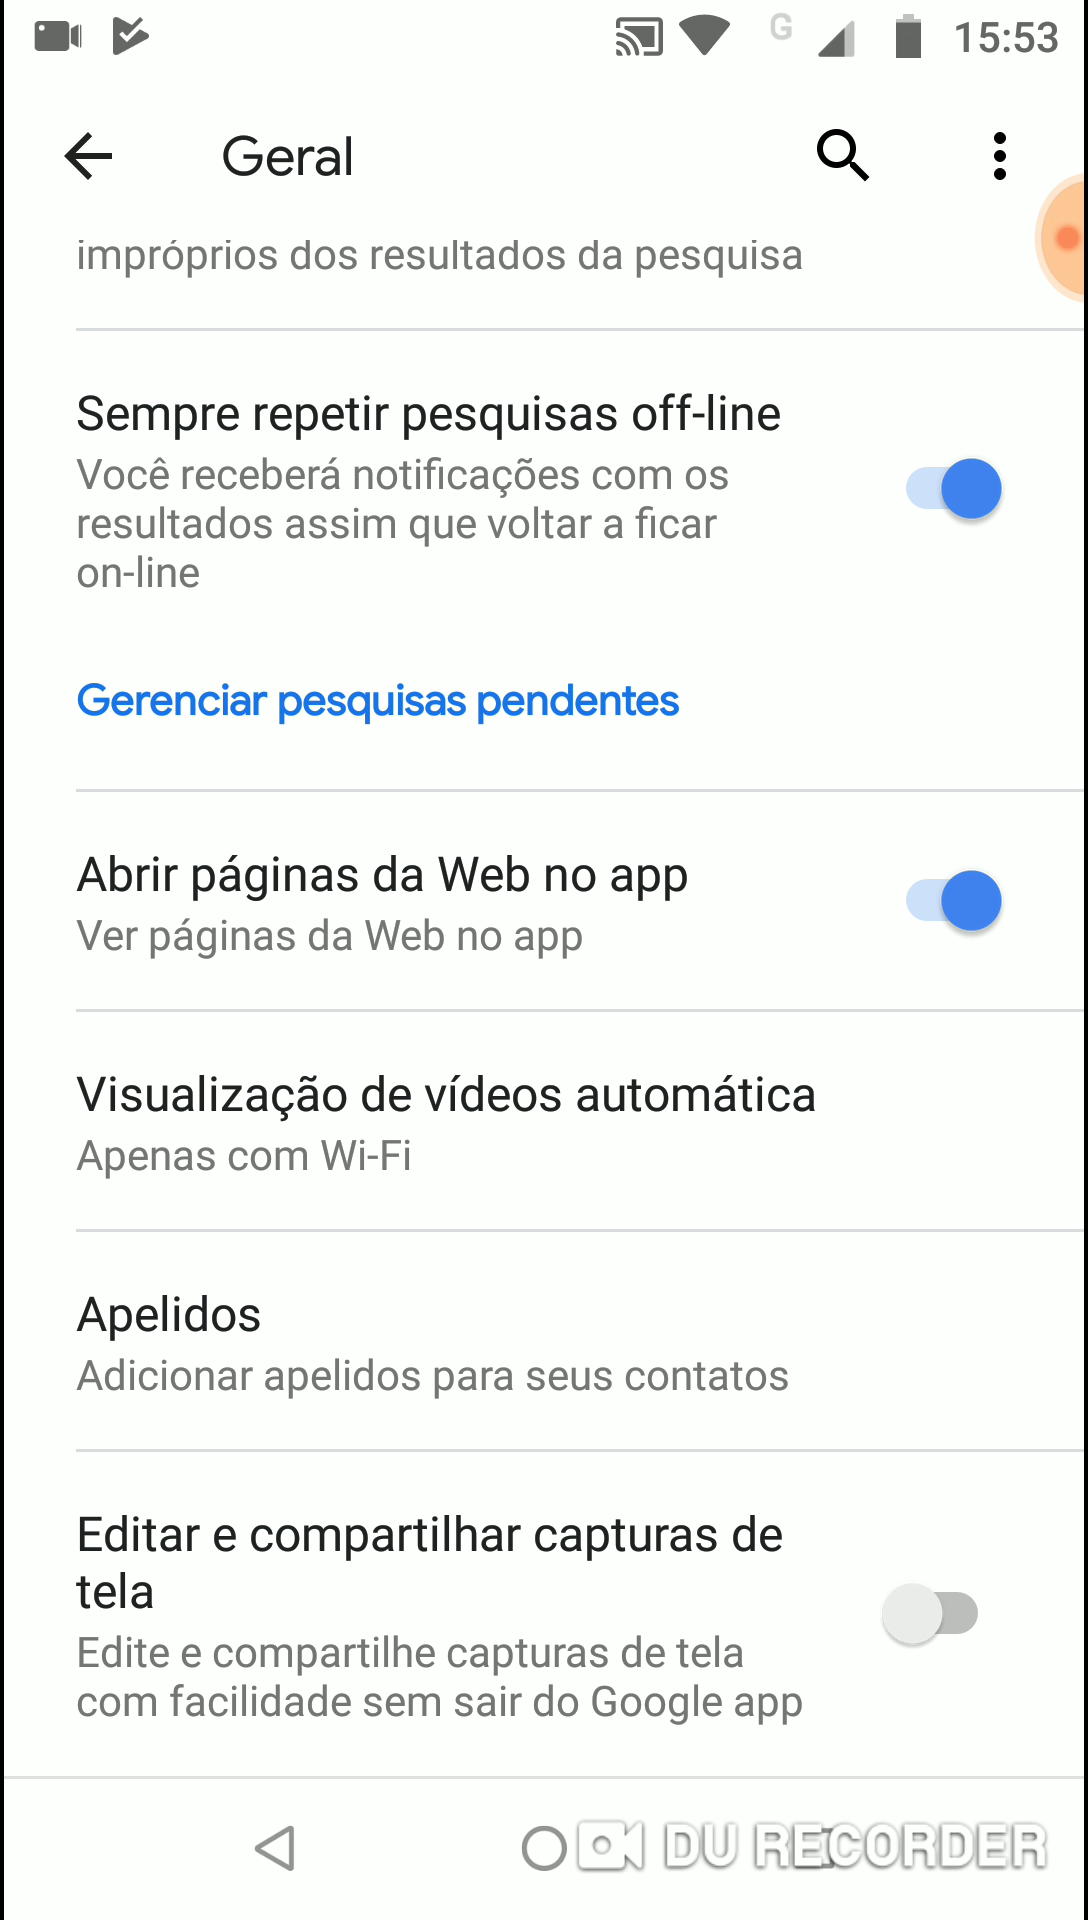 15:53
G
Geral
impróprios dos resultados da pesquisa
Sempre repetir pesquisas off-line
Você receberá notificações com os
resultados assim que voltar a ficar
on-line
Gerenciar pesquisas pendentes
Abrir páginas da Web no app
Ver páginas da Web no app
Visualização de vídeos automática
Apenas com Wi-Fi
Apelidos
Adicionar apelidos para seus contatos
Editar e compartilhar capturas de
tela
Edite e compartilhe capturas de tela
com facilidade sem sair do Google app
DU RECORDER